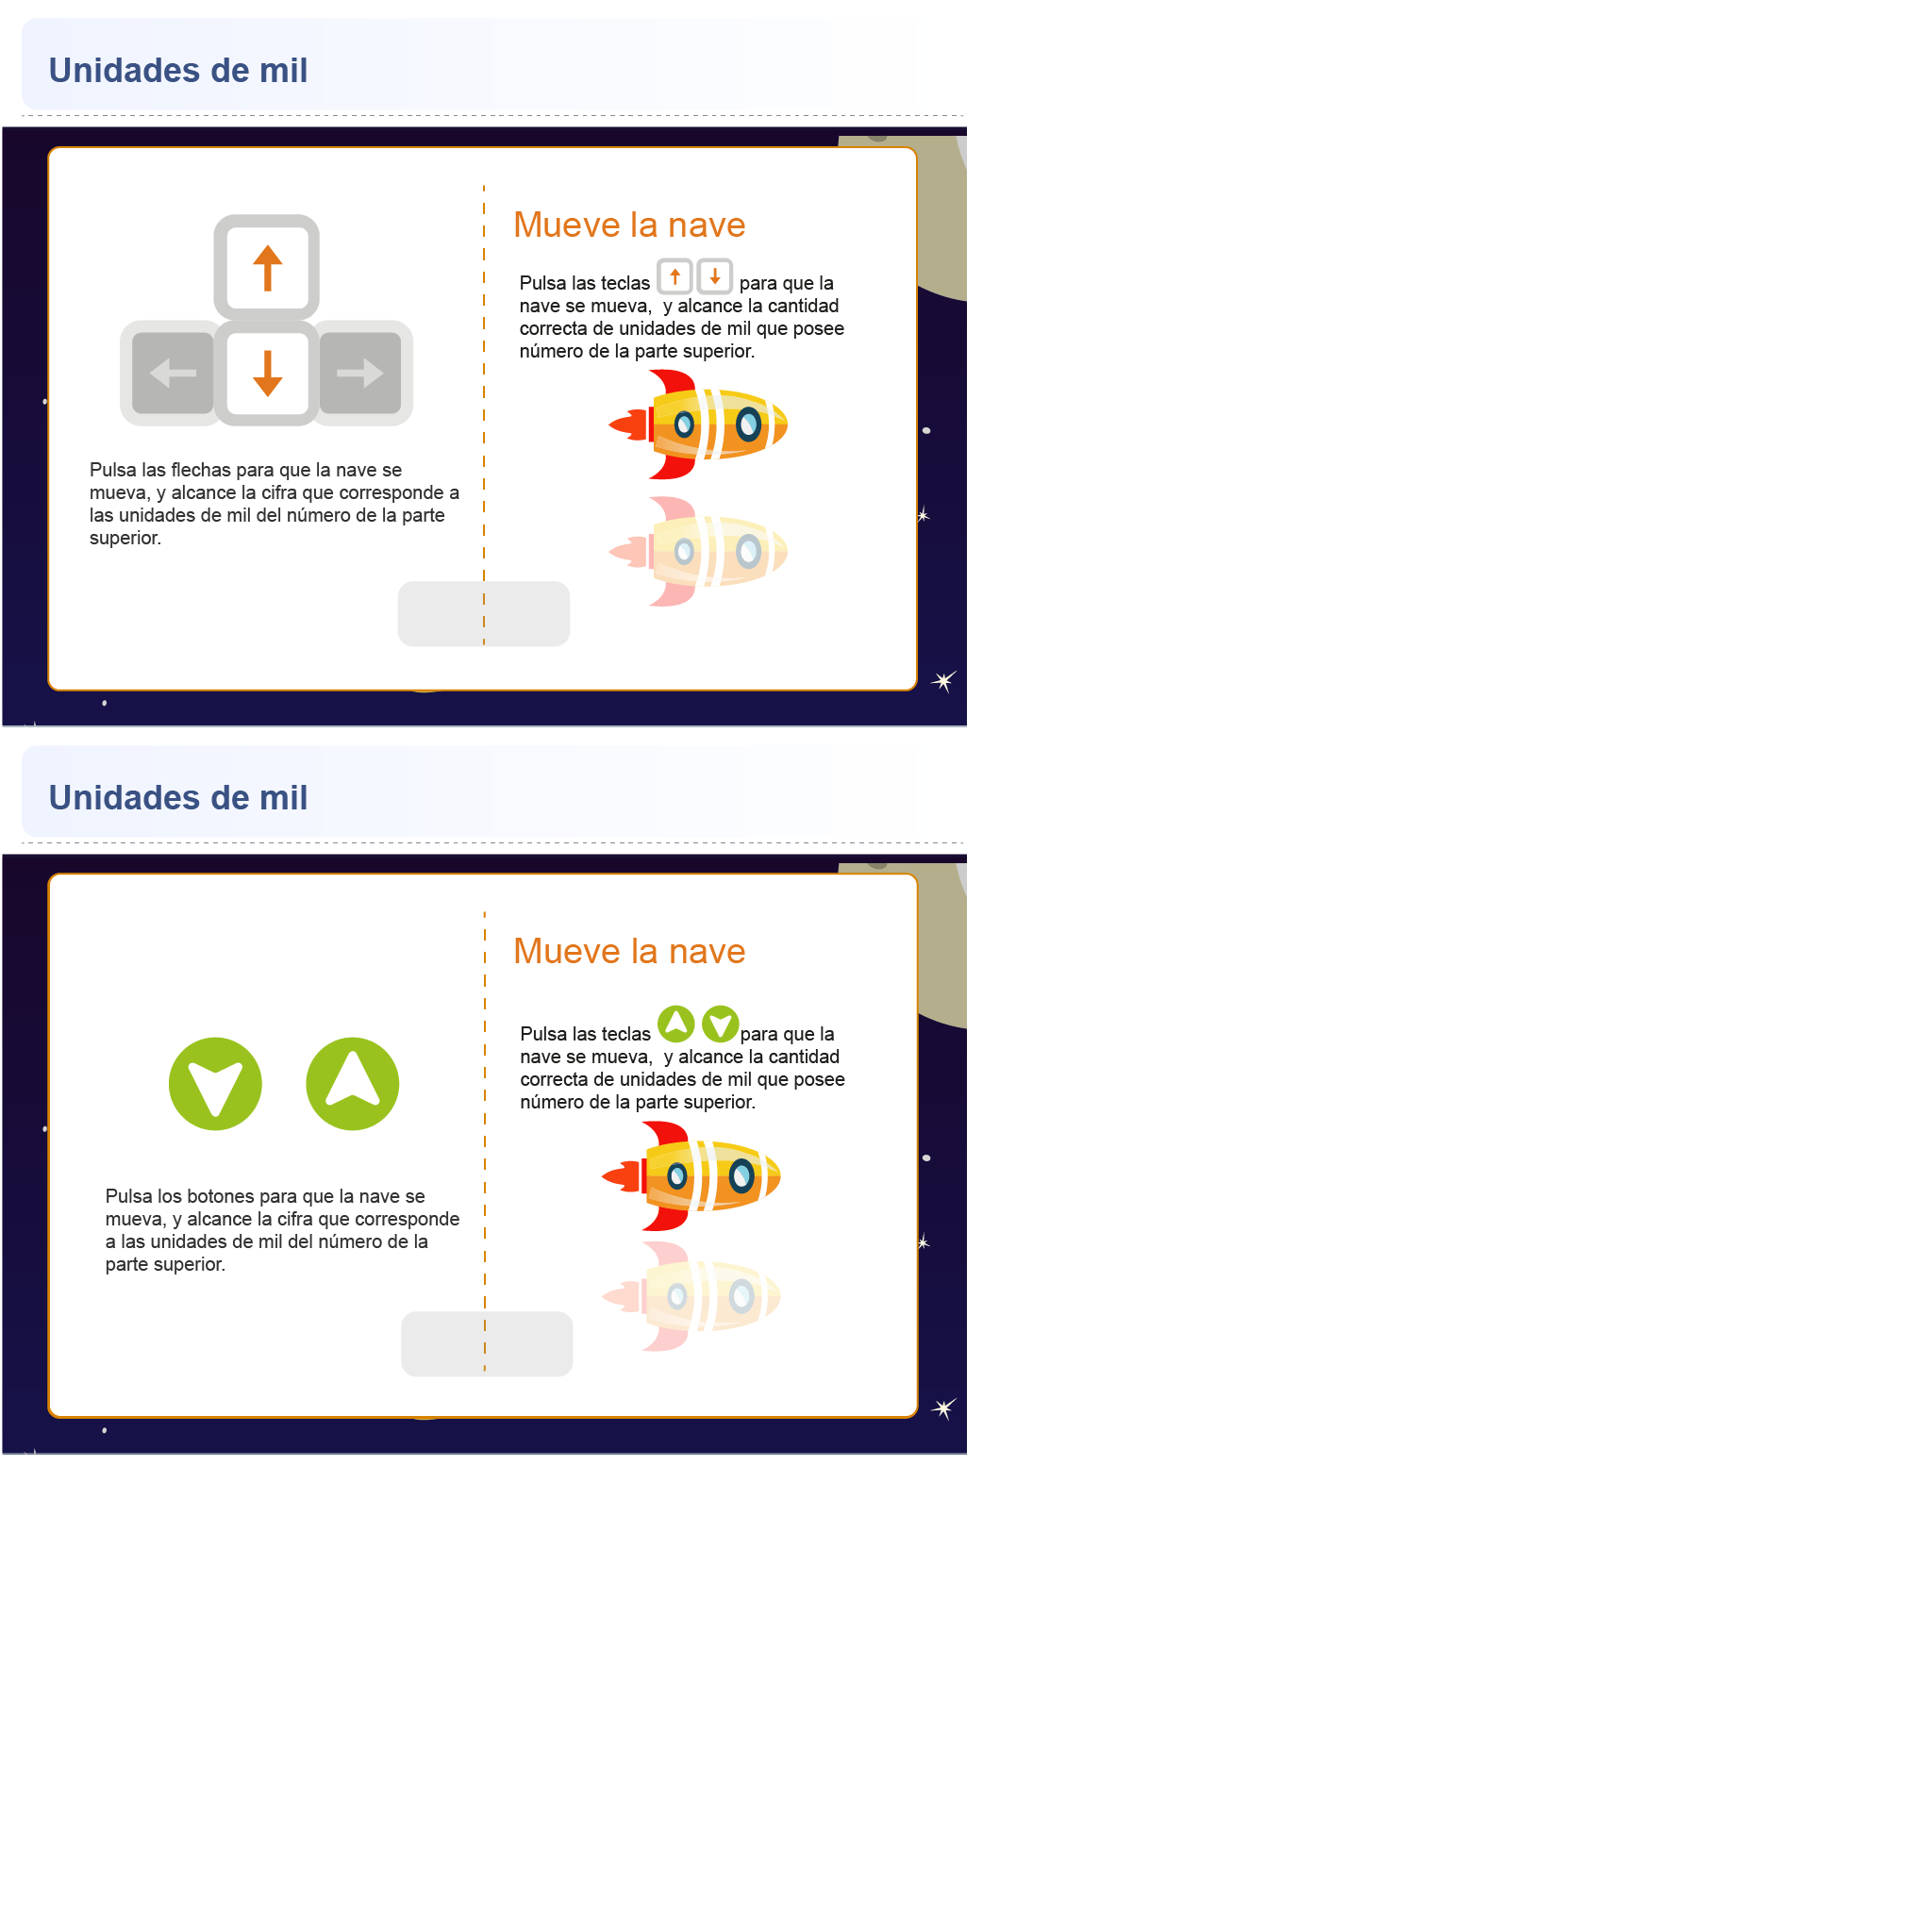 Unidades de mil
Pulsa las flechas para que la nave se
mueva, y alcance la cifra que corresponde a
las unidades de mil del número de la parte
superior.
Mueve la nave
Pulsa las teclas para que la
nave se mueva,  y alcance la cantidad
correcta de unidades de mil que posee
número de la parte superior.
Unidades de mil
Pulsa los botones para que la nave se
mueva, y alcance la cifra que corresponde
a las unidades de mil del número de la
parte superior.
Mueve la nave
Pulsa las teclas para que la
nave se mueva,  y alcance la cantidad
correcta de unidades de mil que posee
número de la parte superior.